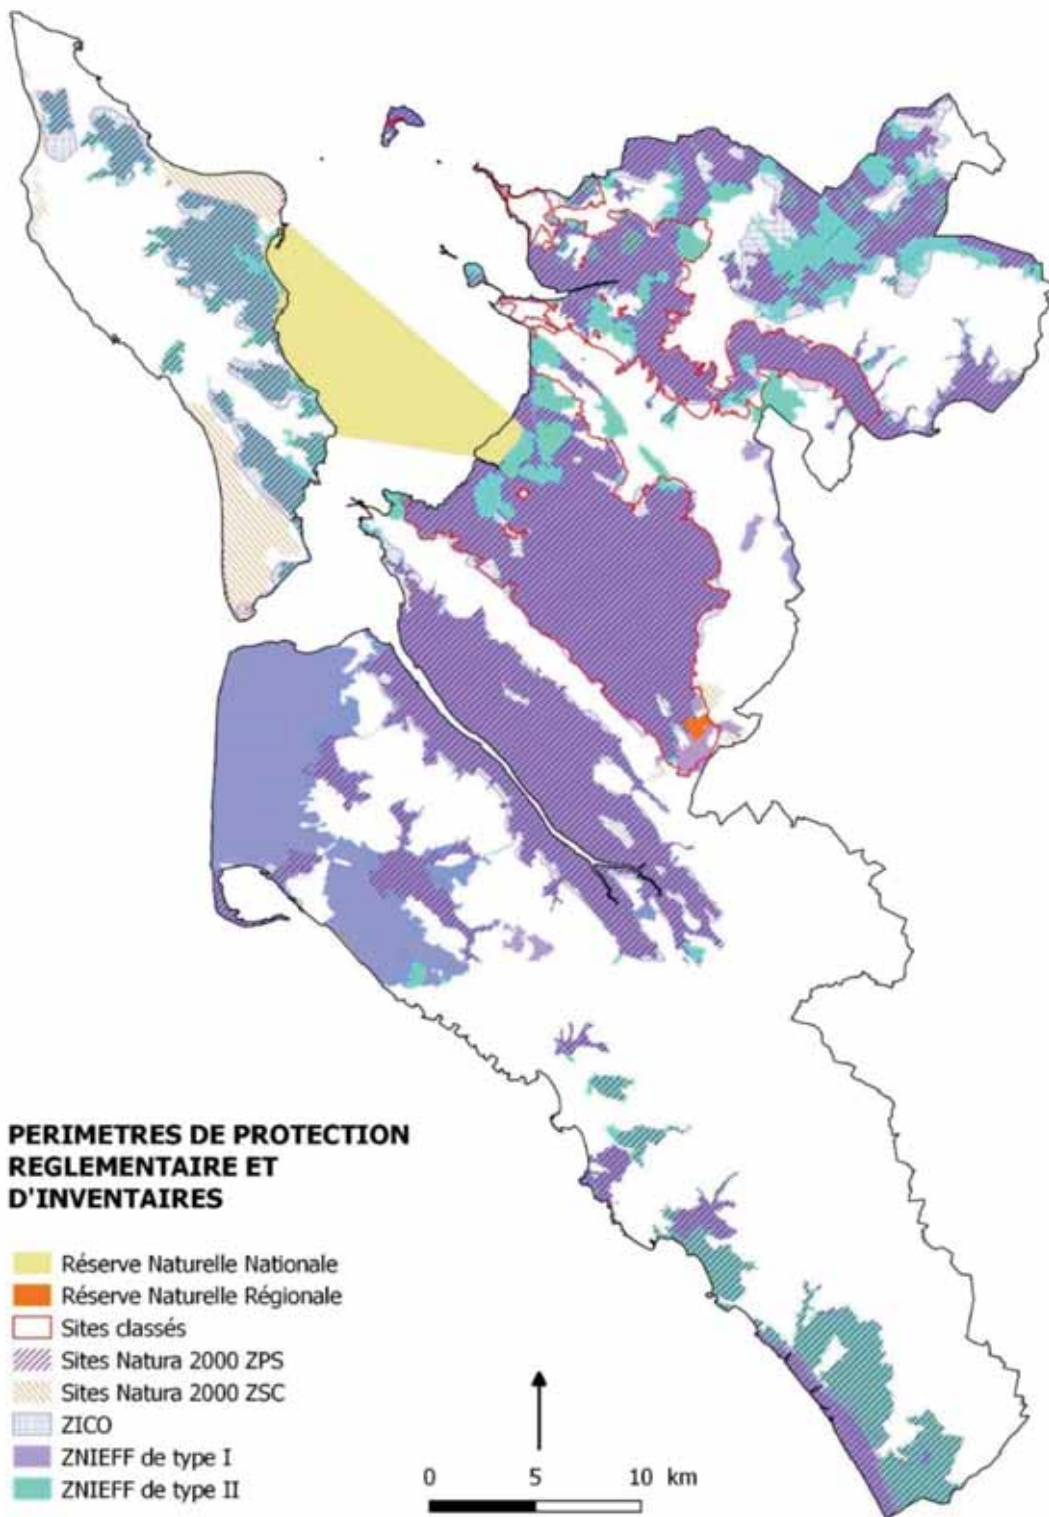 PERIMETRES DE PROTECTION
REGLEMENTAIRE ET
D'INVENTAIRES
Réserve Naturelle Nationale
Réserve Naturelle Régionale
Sites classés
Sites Natura 2000 ZPS
Sites Natura 2000 ZSC
ZICO
ZNIEFF de type I
ZNIEFF de type II
0 5 10 km